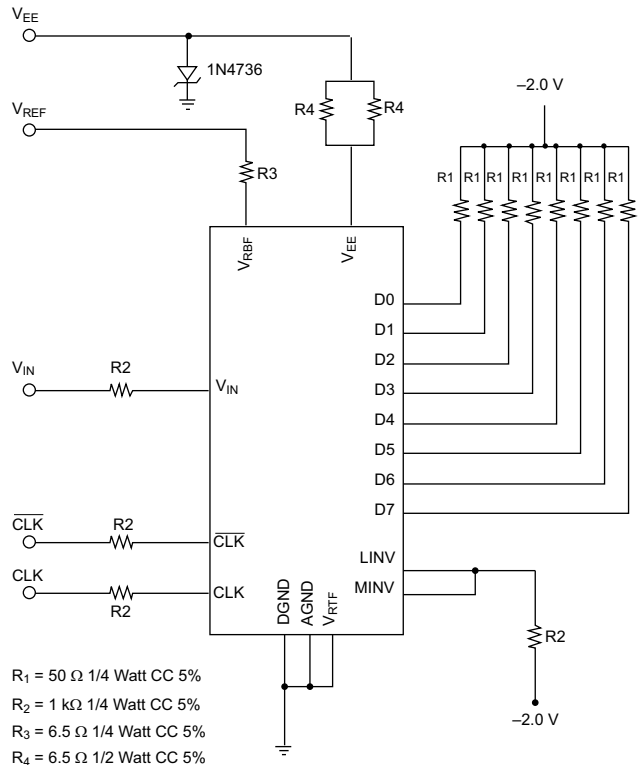 VEE
1N4736
VREF
R3
R4
R4
–2.0 V
R1 R1 R1 R1 R1 R1 R1 R1
VRBF
VEE
D0
D1
D2
D3
D4
D5
D6
D7
VIN
R2
VIN
CLK
R2
CLK
CLK
R2
CLK
LINV
MINV
DGND
AGND
VRTF
R2
–2.0 V
R1 = 50 Ω 1/4 Watt CC 5%
R2 = 1 kΩ 1/4 Watt CC 5%
R3 = 6.5 Ω 1/4 Watt CC 5%
R4 = 6.5 Ω 1/2 Watt CC 5%